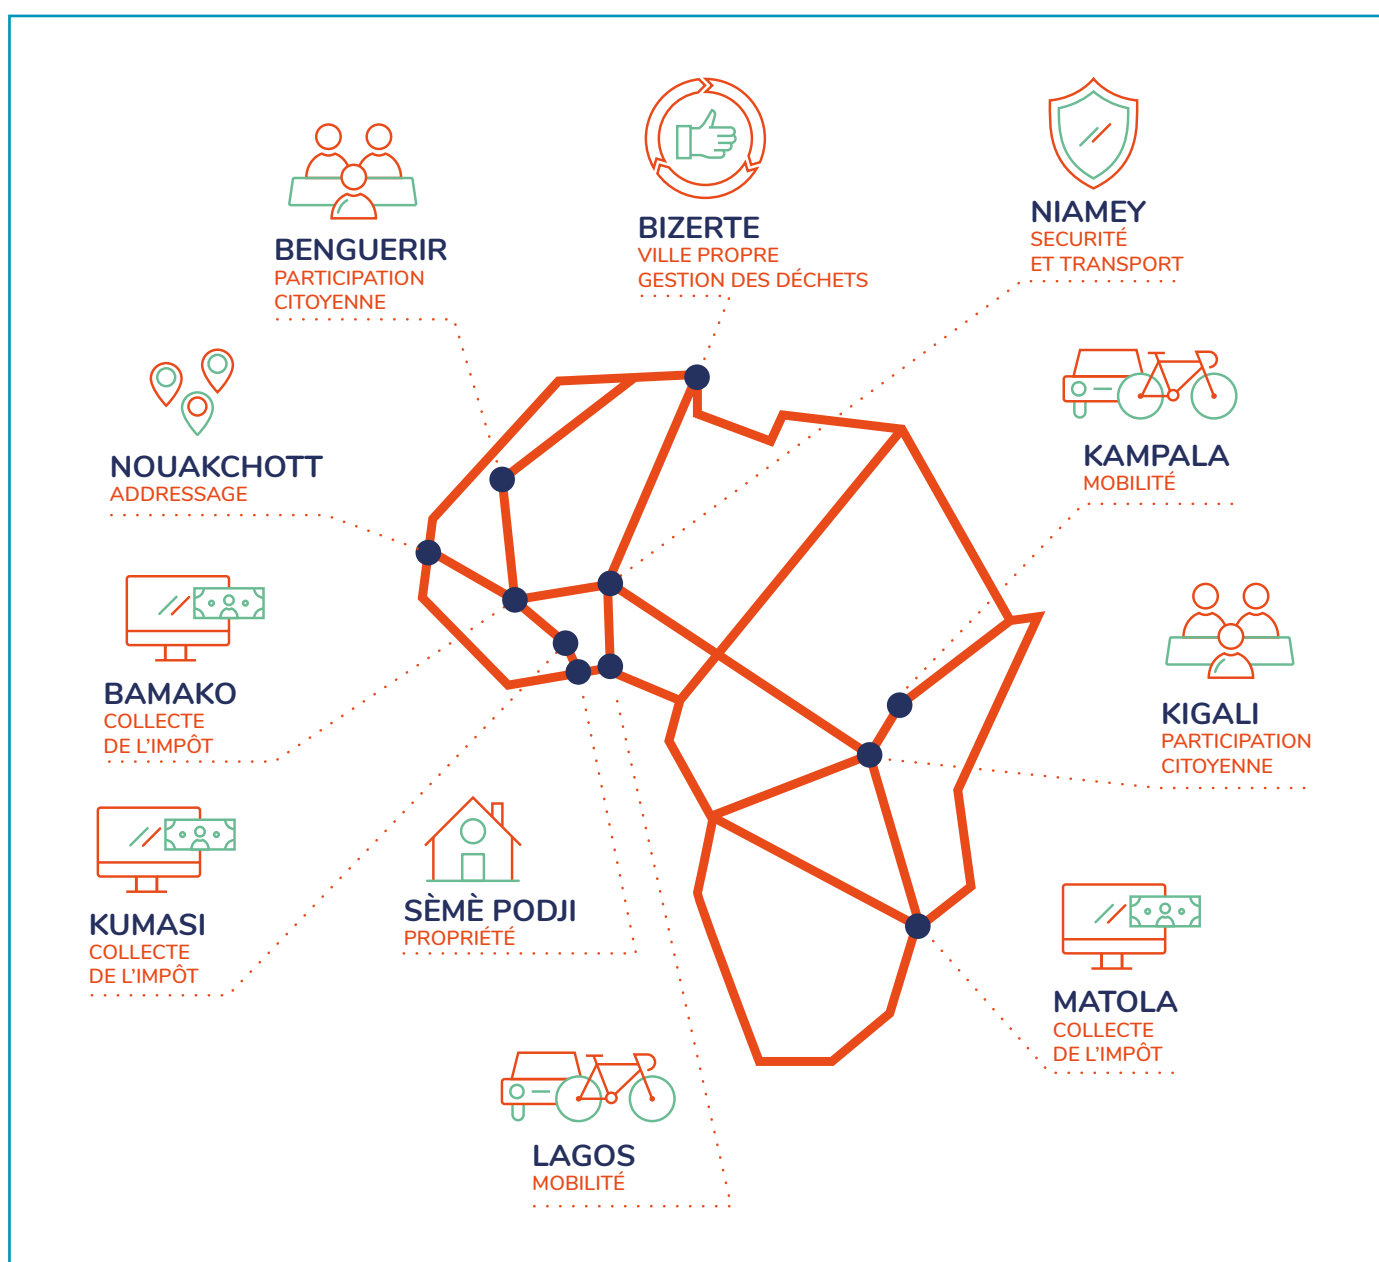 BENGUERIR
PARTICIPATION
CITOYENNE
BIZERTE
VILLE PROPRE
GESTION DES DÉCHETS
NIAMEY
SECURITÉ
ET TRANSPORT
NOUAKCHOTT
ADDRESSAGE
KAMPALA
MOBILITÉ
BAMAKO
COLLECTE
DE L'IMPÔT
KIGALI
PARTICIPATION
CITOYENNE
KUMASI
COLLECTE
DE L'IMPÔT
SÈMÈ PODJI
PROPRIÉTÉ
MATOLA
COLLECTE
DE L'IMPÔT
LAGOS
MOBILITÉ